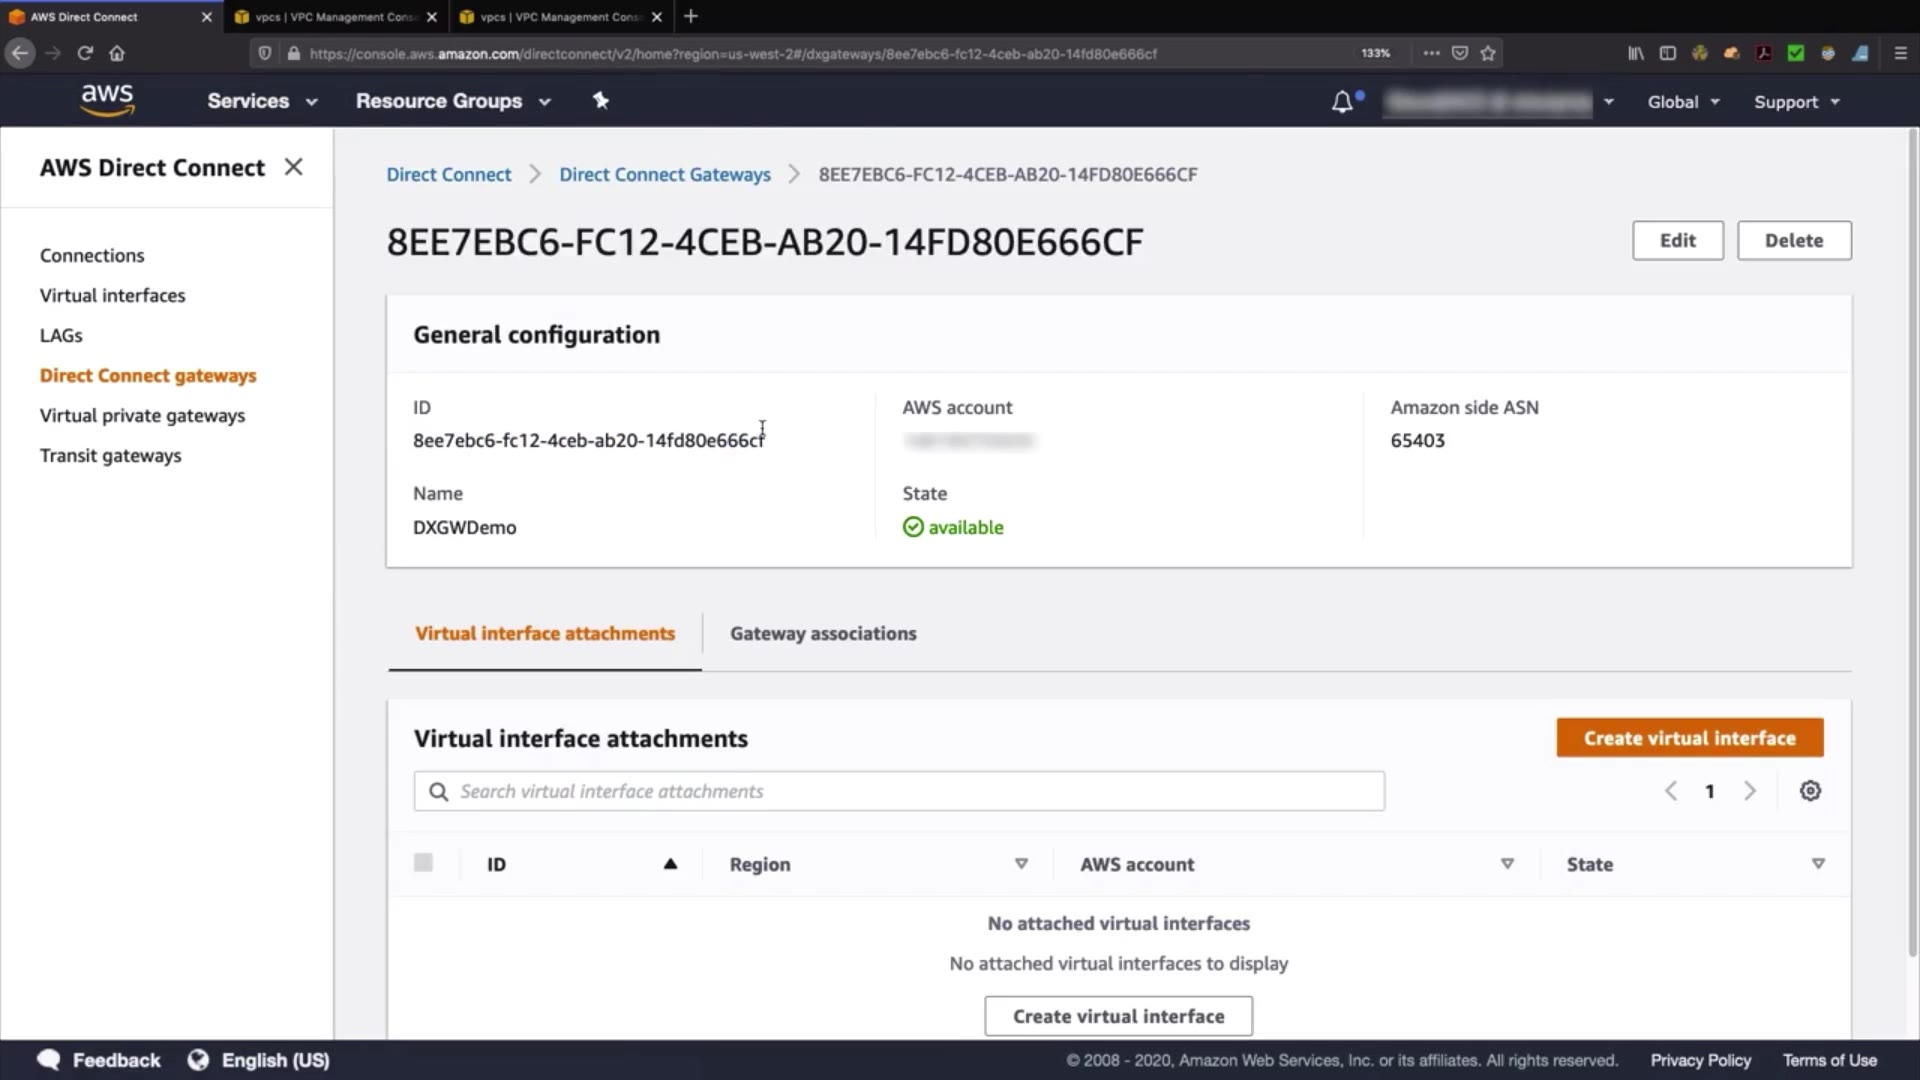 AWS Direct Connect
vpcs | VPC Management Cons
vpcs | VPC Management Cons
https://console.aws.amazon.com/directconnect/v2/home?region=us-west-2#/dxgateways/8ee7ebc6-fc12-4ceb-ab20-14fd80e666cf
133%
aws
Services
Resource Groups
Global
Support
AWS Direct Connect
Connections
Virtual interfaces
LAGs
Direct Connect gateways
Virtual private gateways
Transit gateways
Direct Connect
Direct Connect Gateways
8EE7EBC6-FC12-4CEB-AB20-14FD80E666CF
8EE7EBC6-FC12-4CEB-AB20-14FD80E666CF
Edit
Delete
General configuration
ID
8ee7ebc6-fc12-4ceb-ab20-14fd80e666cf
AWS account
Amazon side ASN
65403
Name
DXGWDemo
State
available
Virtual interface attachments
Gateway associations
Virtual interface attachments
Create virtual interface
Search virtual interface attachments
1
ID
Region
AWS account
State
No attached virtual interfaces
No attached virtual interfaces to display
Create virtual interface
Feedback
English (US)
© 2008 - 2020, Amazon Web Services, Inc. or its affiliates. All rights reserved.
Privacy Policy
Terms of Use